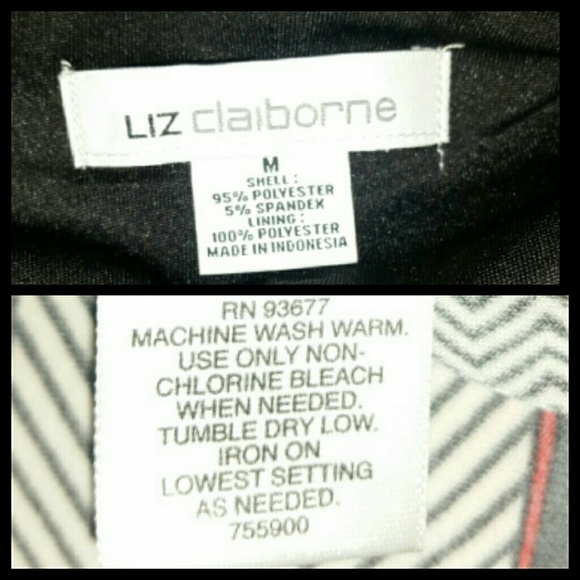 LIZ claiborne
M
SHELL:
95% POLYESTER
5% SPANDEX
LINING:
100% POLYESTER
MADE IN INDONESIA
RN 93677
MACHINE WASH WARM.
USE ONLY NON-
CHLORINE BLEACH
WHEN NEEDED.
TUMBLE DRY LOW.
IRON ON
LOWEST SETTING
AS NEEDED.
755900